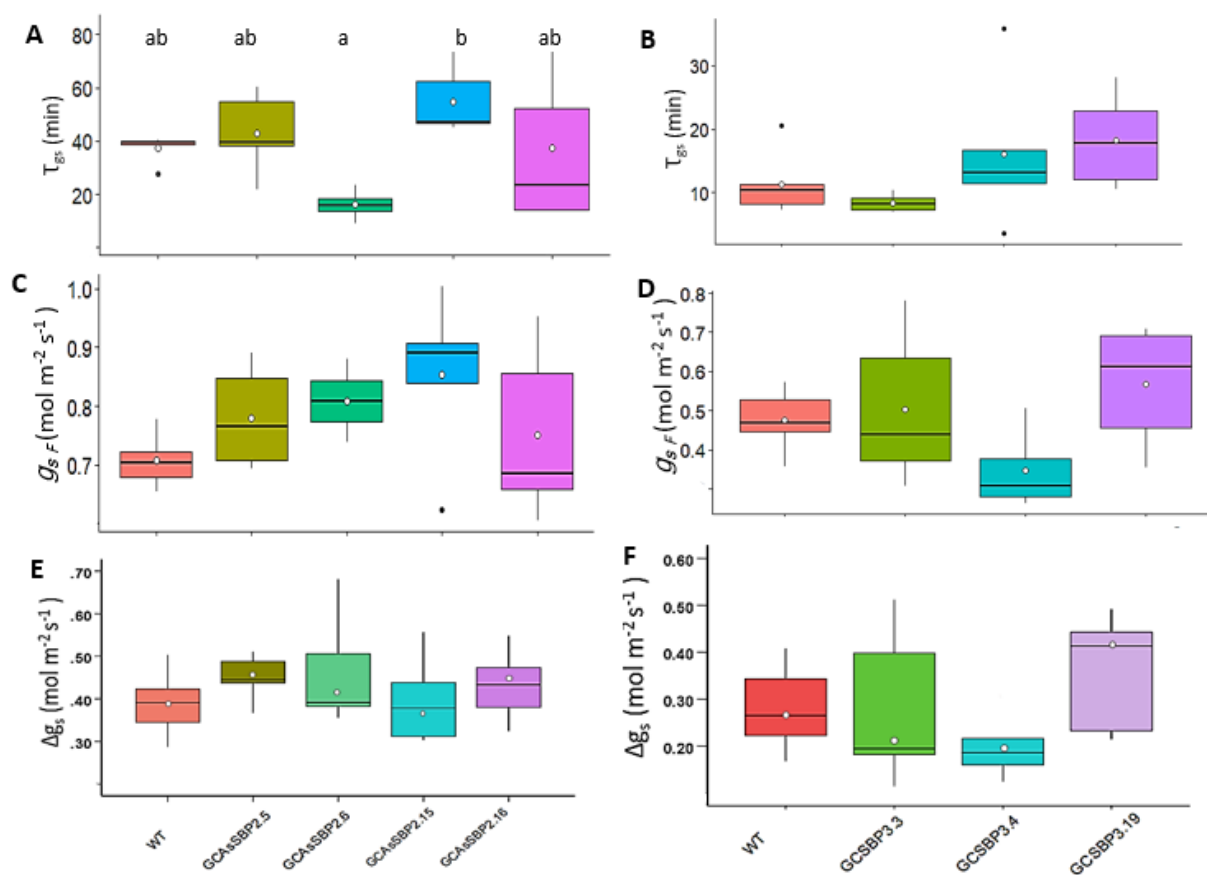 A
80
ab
ab
a
b
ab
60
40
20
τgs (min)
B
30
20
10
τgs (min)
C
1.0
0.9
0.8
0.7
gs F (mol m-2 s-1)
D
0.8
0.7
0.6
0.5
0.4
gs F (mol m-2 s-1)
E
.70
.60
.50
.40
.30
Δgs (mol m-2 s-1)
WT
GCAsSBP2.5
GCAsSBP2.6
GCAsSBP2.15
GCAsSBP2.16
F
0.60
0.50
0.40
0.30
0.20
Δgs (mol m-2 s-1)
WT
GCSBP3.3
GCSBP3.4
GCSBP3.19